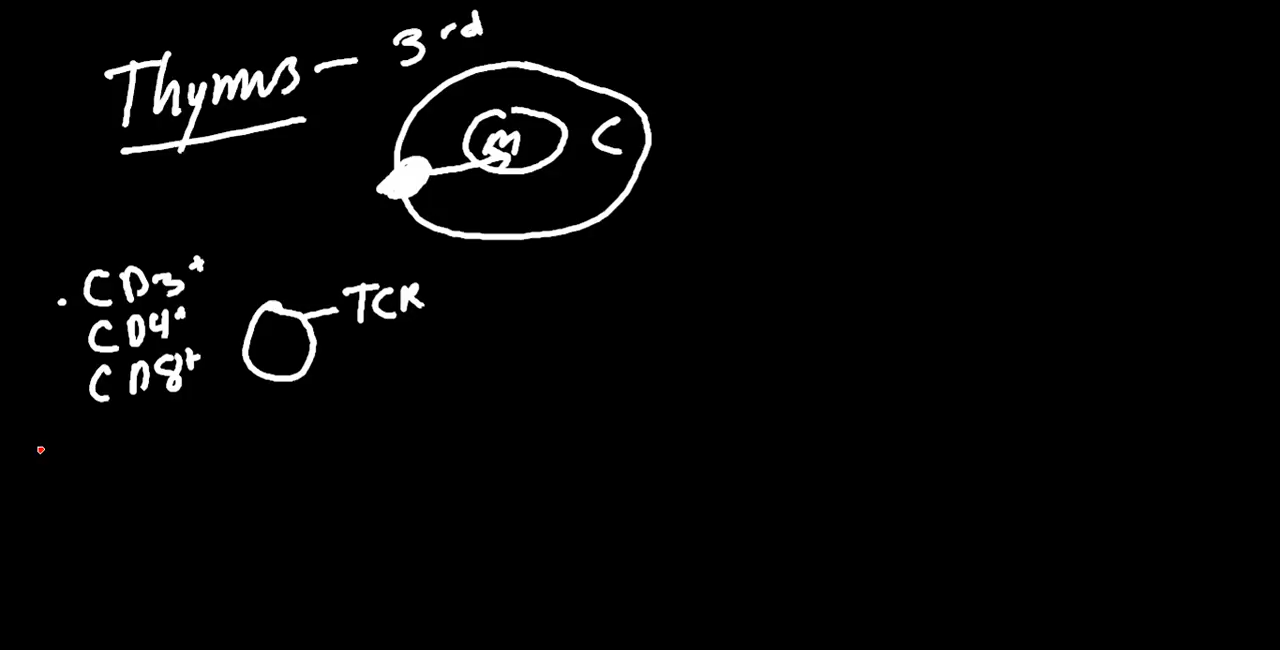 Thymus - 3rd
M C
. CD3+
CD4+
CD8+
- TCR